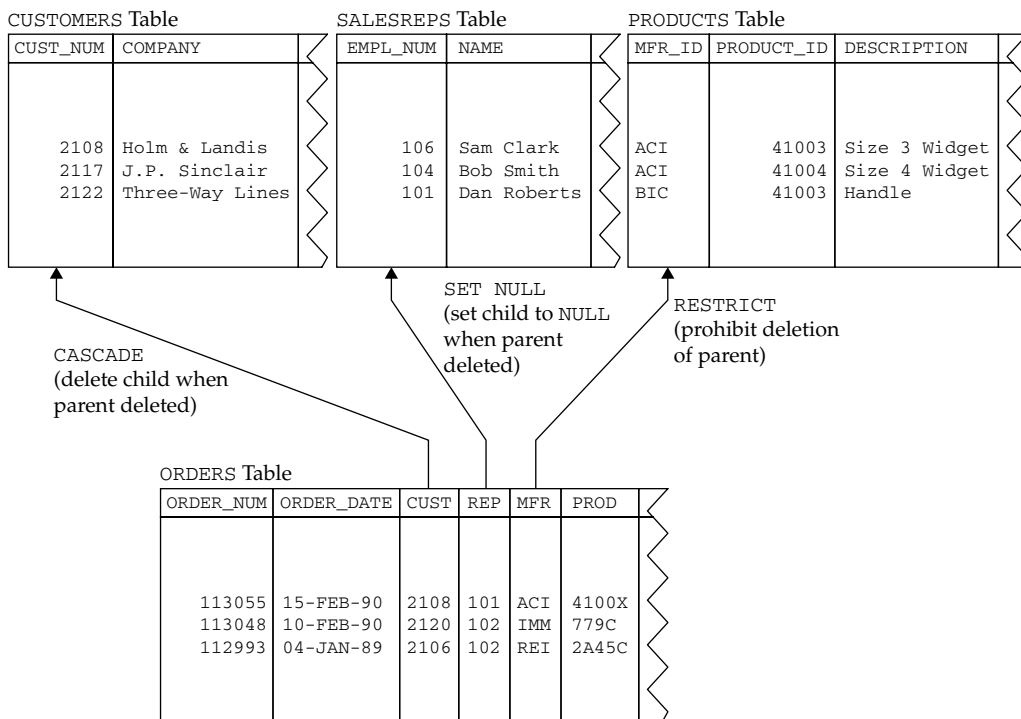 CUSTOMERS Table
CUST_NUM COMPANY
2108 Holm & Landis
2117 J.P. Sinclair
2122 Three-Way Lines
SALESREPS Table
EMPL_NUM NAME
106 Sam Clark
104 Bob Smith
101 Dan Roberts
PRODUCTS Table
MFR_ID PRODUCT_ID DESCRIPTION
ACI 41003 Size 3 Widget
ACI 41004 Size 4 Widget
BIC 41003 Handle
CASCADE
(delete child when
parent deleted)
SET NULL
(set child to NULL
when parent
deleted)
RESTRICT
(prohibit deletion
of parent)
ORDERS Table
ORDER_NUM ORDER_DATE CUST REP MFR PROD
113055 15-FEB-90 2108 101 ACI 4100X
113048 10-FEB-90 2120 102 IMM 779C
112993 04-JAN-89 2106 102 REI 2A45C